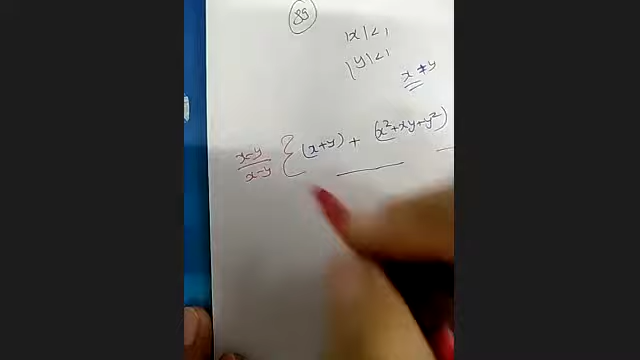 89
|x| < 1
|y| < 1
x ≠ y
x-y/x-y { (x+y) + (x²+xy+y²)